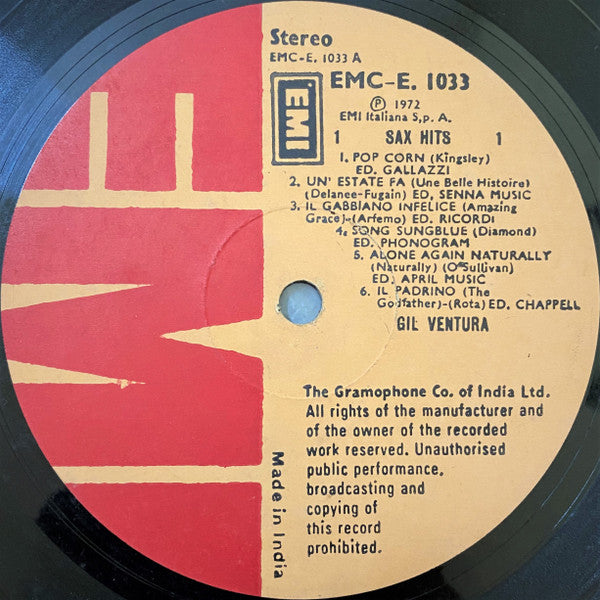 Stereo
EMC-E. 1033 A
EMI
EMC-E. 1033
Ⓟ 1972
EMI Italiana S,p. A.
1 SAX HITS 1
1. POP CORN (Kingsley)
ED. GALLAZZI
2. UN' ESTATE FA (Une Belle Histoire)
(Delanee-Fugain) ED, SENNA MUSIC
3. IL GABBIANO INFELICE (Amazing
Grace)-(Arfemo) ED. RICORDI
4. SONG SUNGBLUE (Diamond)
ED. PHONOGRAM
5. ALONE AGAIN NATURALLY
(Naturally) (O'Sullivan)
ED. APRIL MUSIC
6. IL PADRINO (The
Godfather)-(Rota) ED. CHAPPELL
GIL VENTURA
The Gramophone Co. of India Ltd.
All rights of the manufacturer and
of the owner of the recorded
work reserved. Unauthorised
public performance,
broadcasting and
copying of
this record
prohibited.
Made in India
EMI